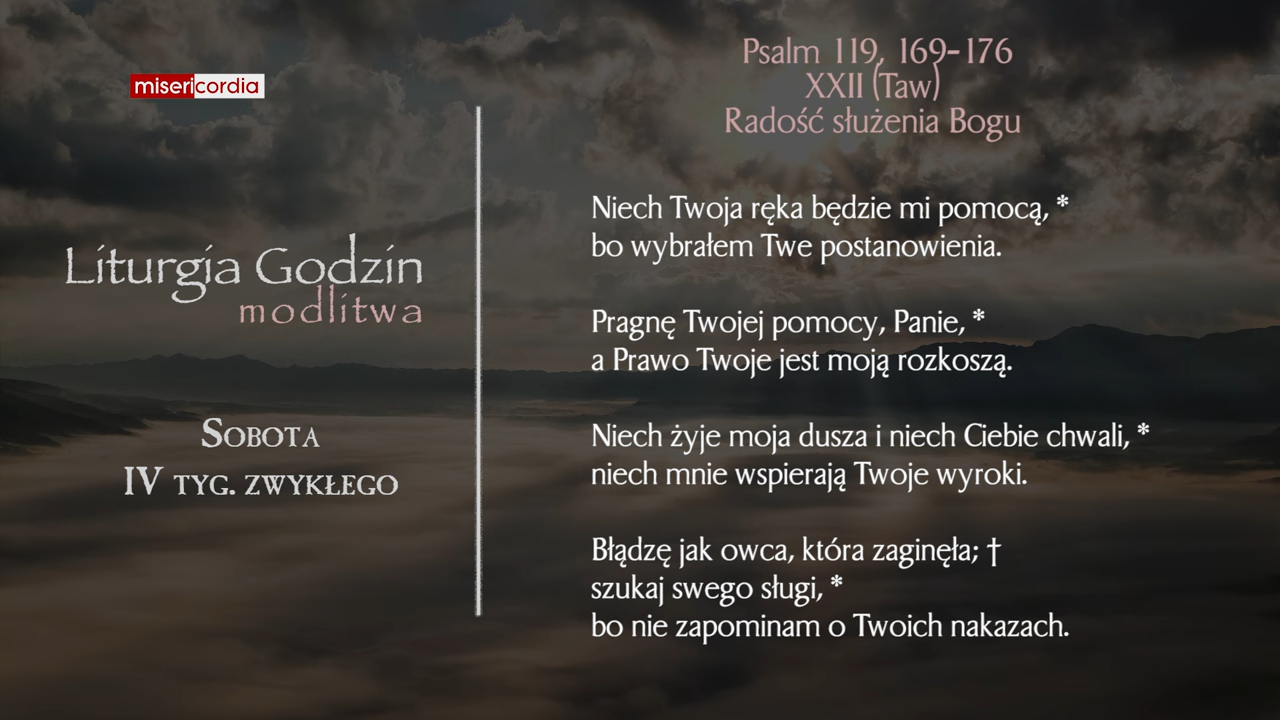 misericordia
Liturgia Godzin
modlitwa
Sobota
IV tyg. zwykłego
Psalm 119, 169-176
XXII (Taw)
Radość służenia Bogu
Niech Twoja ręka będzie mi pomocą, *
bo wybrałem Twe postanowienia.
Pragnę Twojej pomocy, Panie, *
a Prawo Twoje jest moją rozkoszą.
Niech żyje moja dusza i niech Ciebie chwali, *
niech mnie wspierają Twoje wyroki.
Błądzę jak owca, która zaginęła; †
szukaj swego sługi, *
bo nie zapominam o Twoich nakazach.